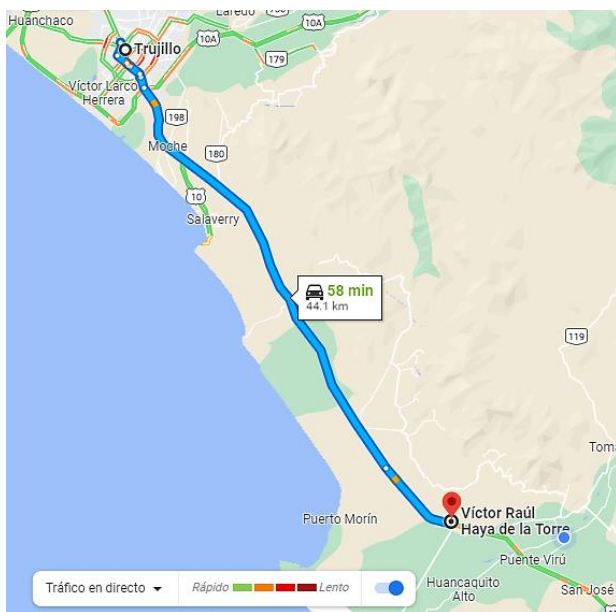 Huanchaco
Laredo
10A
10A
Trujillo
179
Víctor Larco
Herrera
198
Moche
180
10
Salaverry
58 min
44.1 km
119
Víctor Raúl
Haya de la Torre
Puerto Morín
Puente Virú
Huancaquito
Alto
San José
Tráfico en directo
Rápido
Lento